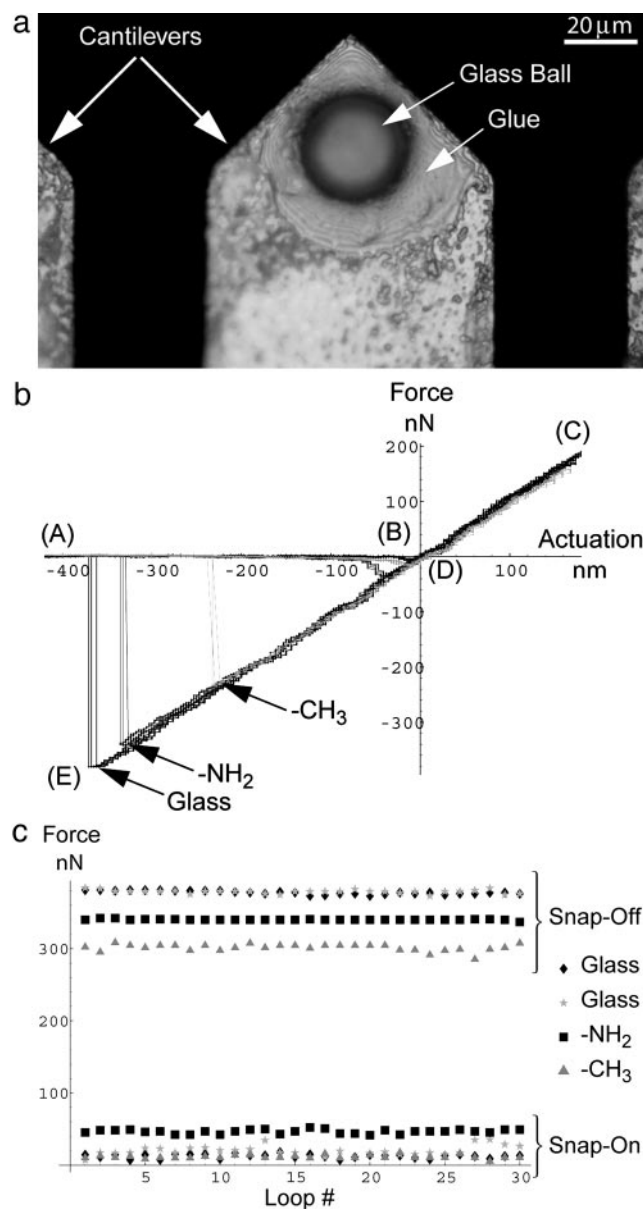 a
Cantilevers
20 μm
Glass Ball
Glue
b
Force
nN
200
(C)
100
(A)
(B)
Actuation
-400
-300
-200
-100
(D)
100
nm
-100
-200
-CH₃
-300
-NH₂
(E)
Glass
c
Force
nN
Snap-Off
300
Glass
Glass
200
-NH₂
-CH₃
100
Snap-On
5
10
15
20
25
30
Loop #